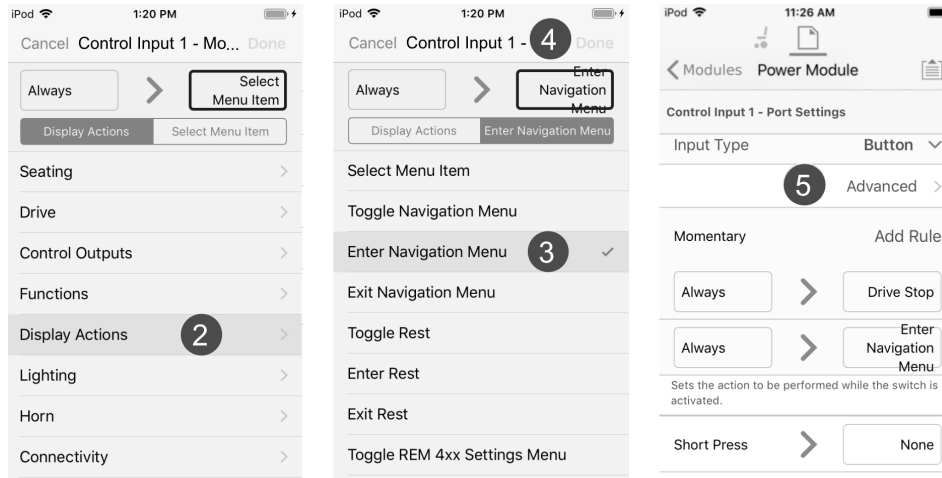 iPod 1:20 PM
Cancel Control Input 1 - Mo... Done
Always
Select
Menu Item
Display Actions Select Menu Item
Seating
Drive
Control Outputs
Functions
Display Actions 2
Lighting
Horn
Connectivity
iPod 1:20 PM
Cancel Control Input 1 - 4 Done
Always
Enter
Navigation
Menu
Display Actions Enter Navigation Menu
Select Menu Item
Toggle Navigation Menu
Enter Navigation Menu 3
Exit Navigation Menu
Toggle Rest
Enter Rest
Exit Rest
Toggle REM 4xx Settings Menu
iPod 11:26 AM
Modules Power Module
Control Input 1 - Port Settings
Input Type Button
5 Advanced
Momentary Add Rule
Always Drive Stop
Always
Enter
Navigation
Menu
Sets the action to be performed while the switch is
activated.
Short Press None